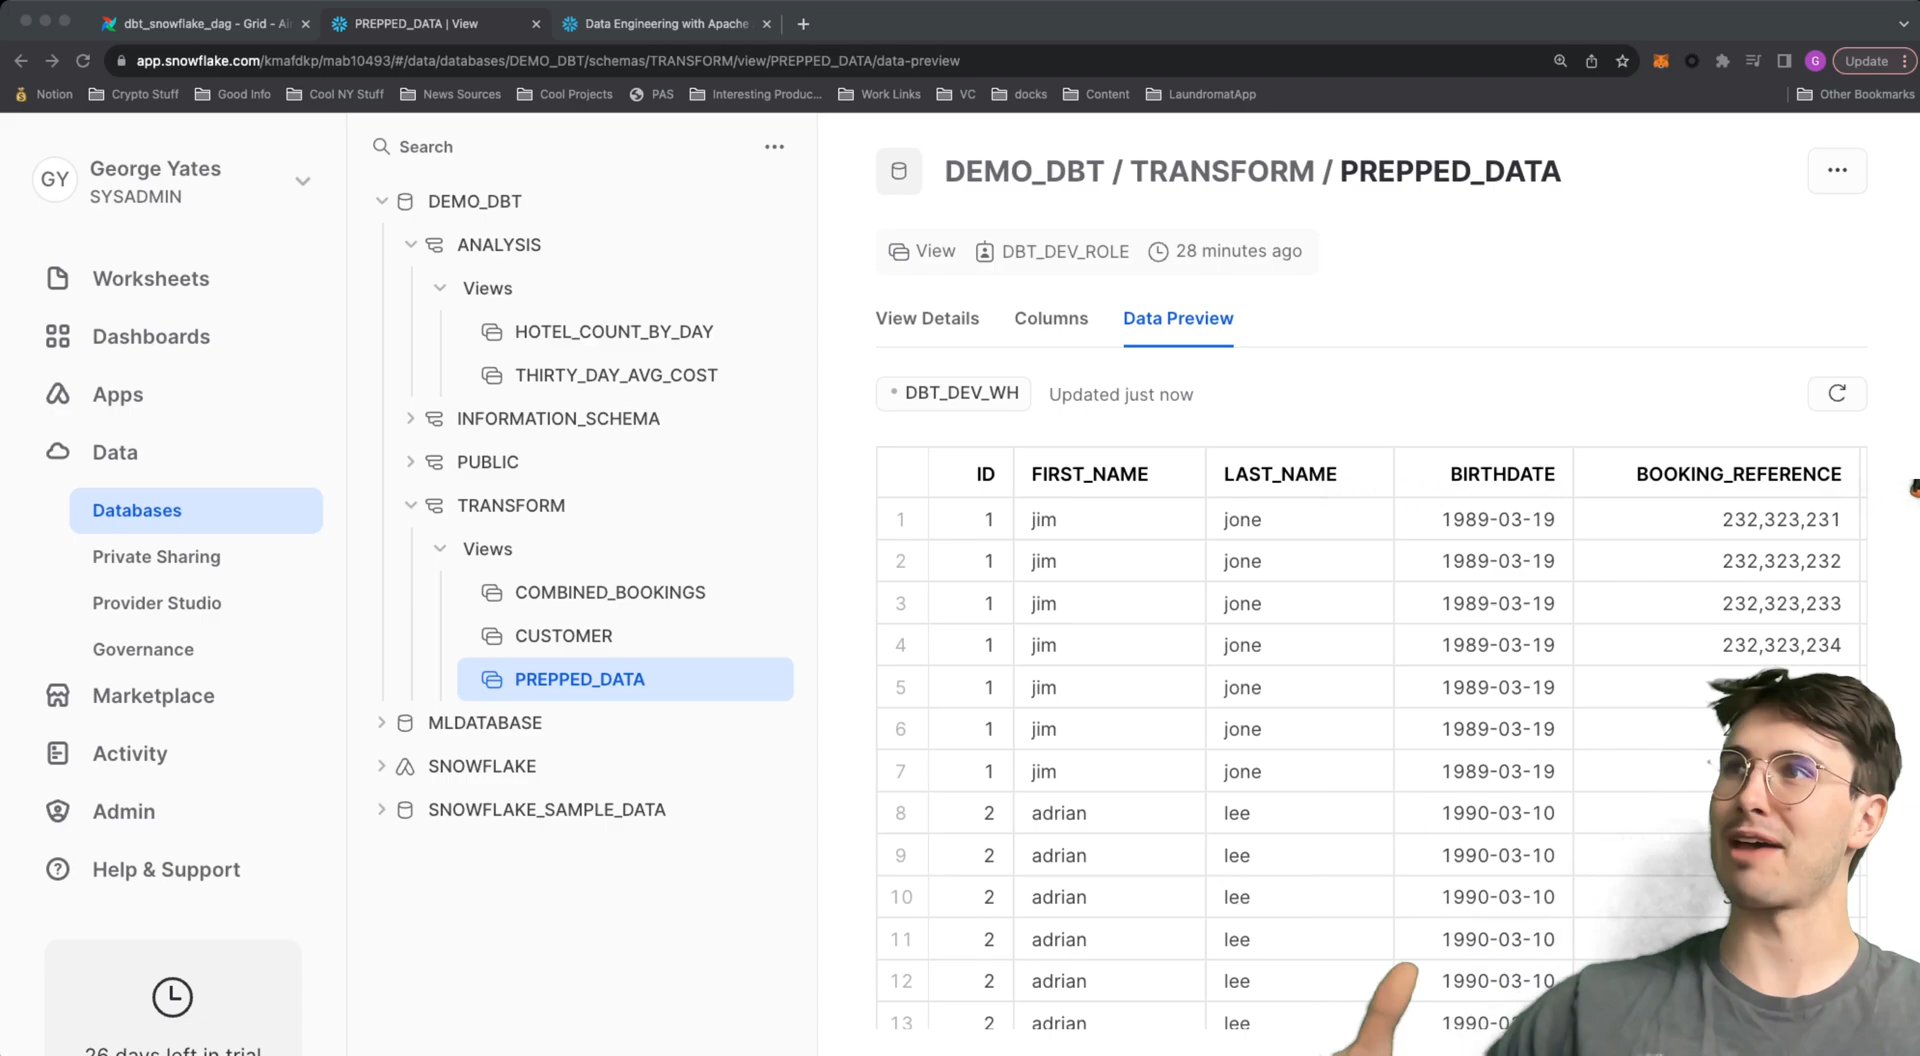 dbt_snowflake_dag - Grid - Ai
PREPPED_DATA | View
Data Engineering with Apache
app.snowflake.com/kmafdkp/mab10493/#/data/databases/DEMO_DBT/schemas/TRANSFORM/view/PREPPED_DATA/data-preview
G
Update
Notion
Crypto Stuff
Good Info
Cool NY Stuff
News Sources
Cool Projects
PAS
Interesting Produc...
Work Links
VC
docks
Content
LaundromatApp
Other Bookmarks
GY
George Yates
SYSADMIN
Worksheets
Dashboards
Apps
Data
Databases
Private Sharing
Provider Studio
Governance
Marketplace
Activity
Admin
Help & Support
26 days left in trial
Search
DEMO_DBT
ANALYSIS
Views
HOTEL_COUNT_BY_DAY
THIRTY_DAY_AVG_COST
INFORMATION_SCHEMA
PUBLIC
TRANSFORM
Views
COMBINED_BOOKINGS
CUSTOMER
PREPPED_DATA
MLDATABASE
SNOWFLAKE
SNOWFLAKE_SAMPLE_DATA
DEMO_DBT / TRANSFORM / PREPPED_DATA
View DBT_DEV_ROLE 28 minutes ago
View Details Columns Data Preview
DBT_DEV_WH Updated just now
ID FIRST_NAME LAST_NAME BIRTHDATE BOOKING_REFERENCE
1 1 jim jone 1989-03-19 232,323,231
2 1 jim jone 1989-03-19 232,323,232
3 1 jim jone 1989-03-19 232,323,233
4 1 jim jone 1989-03-19 232,323,234
5 1 jim jone 1989-03-19
6 1 jim jone 1989-03-19
7 1 jim jone 1989-03-19
8 2 adrian lee 1990-03-10
9 2 adrian lee 1990-03-10
10 2 adrian lee 1990-03-10
11 2 adrian lee 1990-03-10
12 2 adrian lee 1990-03-10
13 2 adrian lee